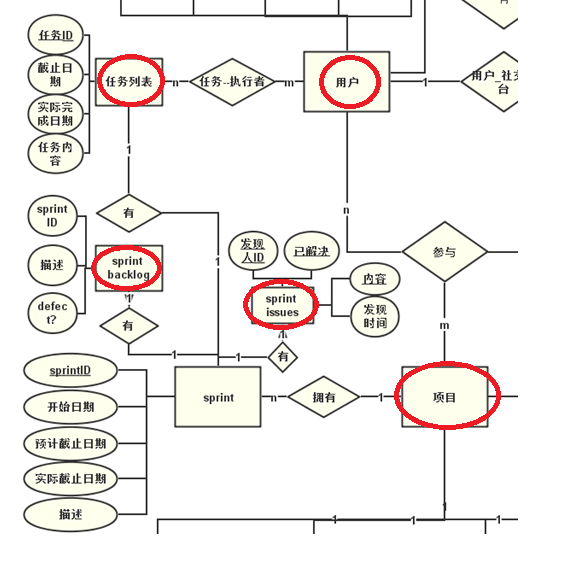 任务ID
截止日
期
实际完
成日期
任务内
容
任务列表
n
任务--执行者
m
用户
1
用户_社交
台
1
有
1
n
sprint
ID
描述
defec
t?
sprint
backlog
有
1
发现
人ID
已解决
sprint
issues
内容
发现
时间
有
1
参与
m
sprintID
开始日期
预计截止日期
实际截止日期
描述
sprint
n
拥有
1
项目
1
1
1
1